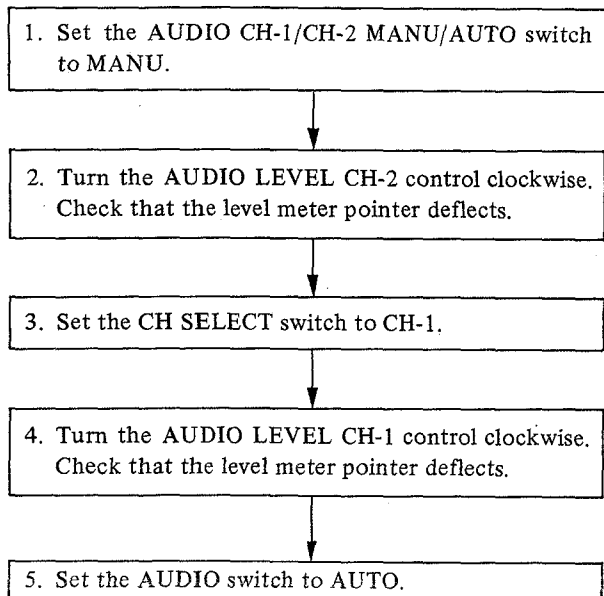 1. Set the AUDIO CH-1/CH-2 MANU/AUTO switch
to MANU.
2. Turn the AUDIO LEVEL CH-2 control clockwise.
Check that the level meter pointer deflects.
3. Set the CH SELECT switch to CH-1.
4. Turn the AUDIO LEVEL CH-1 control clockwise.
Check that the level meter pointer deflects.
5. Set the AUDIO switch to AUTO.